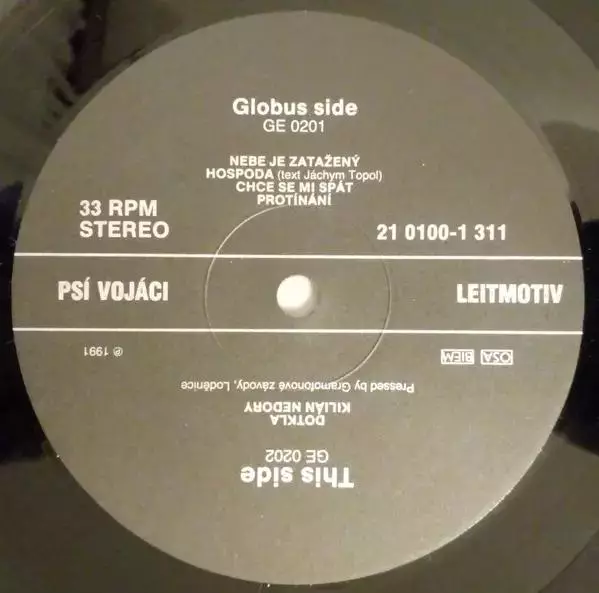 Globus side
GE 0201
NEBE JE ZATAŽENÝ
HOSPODA (text Jáchym Topol)
CHCE SE MI SPÁT
PROTÍNÁNÍ
33 RPM
STEREO
21 0100-1 311
PSÍ VOJÁCI
LEITMOTIV
This side
GE 0202
DOTKLA
KILIÁN NEDORY
Pressed by Gramofonové závody, Loděnice
OSA BIEM
℗ 1991